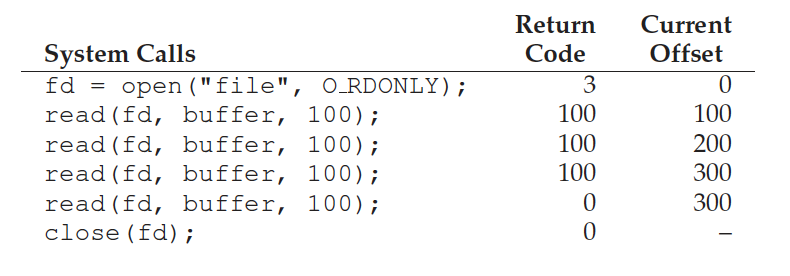 Return Current
System Calls Code Offset
fd = open("file", O_RDONLY); 3 0
read(fd, buffer, 100); 100 100
read(fd, buffer, 100); 100 200
read(fd, buffer, 100); 100 300
read(fd, buffer, 100); 0 300
close(fd); 0 –